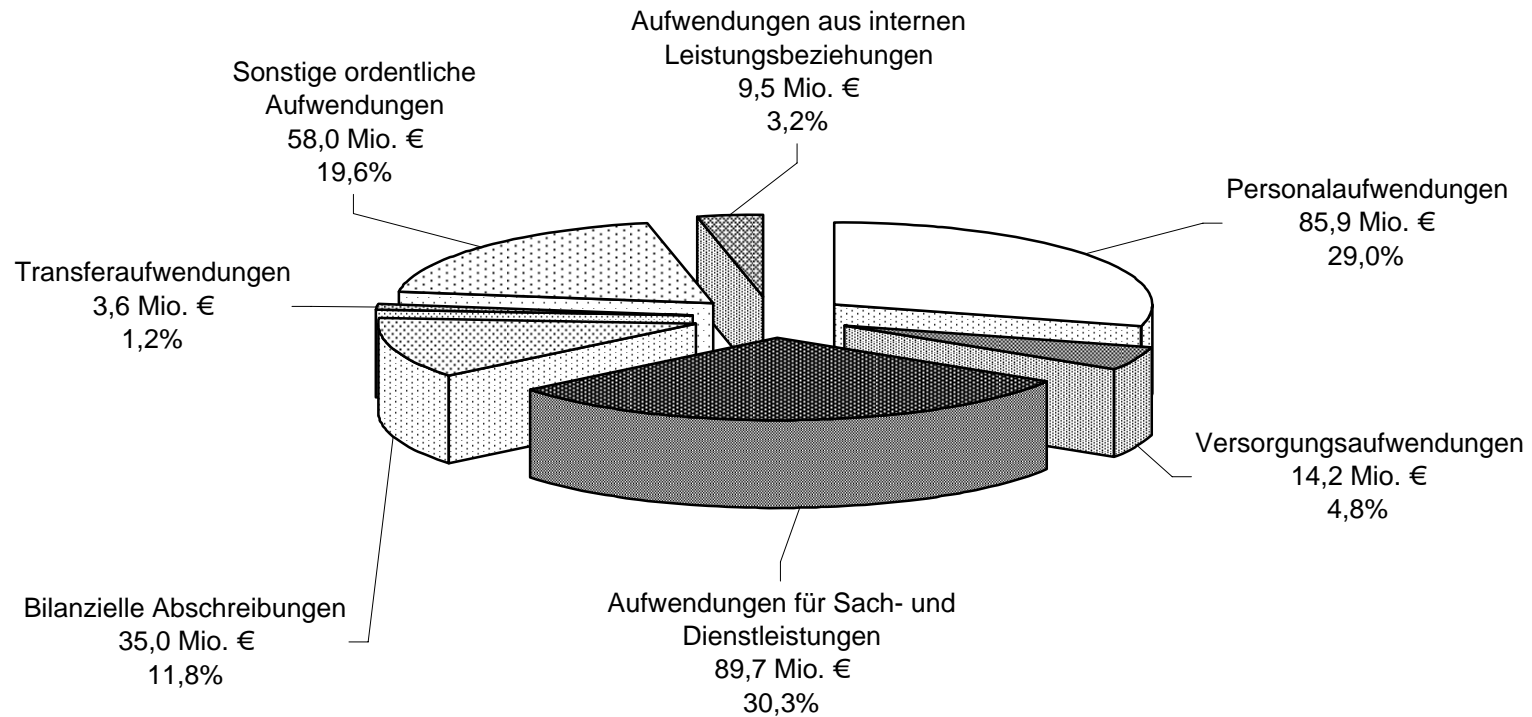 Aufwendungen aus internen
Leistungsbeziehungen
9,5 Mio. €
3,2%
Sonstige ordentliche
Aufwendungen
58,0 Mio. €
19,6%
Personalaufwendungen
85,9 Mio. €
29,0%
Transferaufwendungen
3,6 Mio. €
1,2%
Versorgungsaufwendungen
14,2 Mio. €
4,8%
Bilanzielle Abschreibungen
35,0 Mio. €
11,8%
Aufwendungen für Sach- und
Dienstleistungen
89,7 Mio. €
30,3%